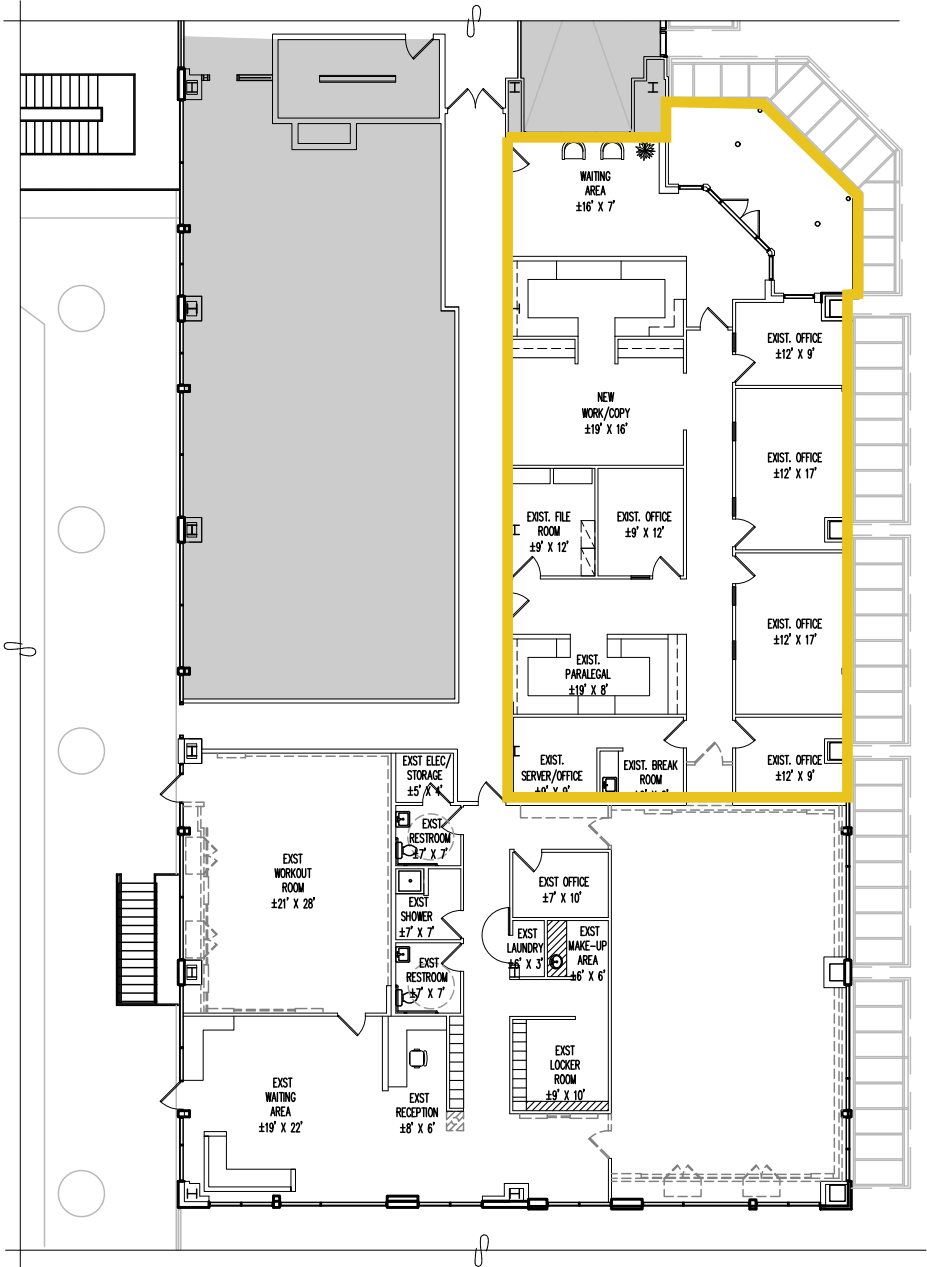 WAITING
AREA
±16' X 7'
EXIST. OFFICE
±12' X 9'
NEW
WORK/COPY
±19' X 16'
EXIST. OFFICE
±12' X 17'
EXIST. FILE
ROOM
±9' X 12'
EXIST. OFFICE
±9' X 12'
EXIST. OFFICE
±12' X 17'
EXIST.
PARALEGAL
±19' X 8'
EXIST.
SERVER/OFFICE
EXIST. BREAK
ROOM
EXIST. OFFICE
±12' X 9'
EXST ELEC/
STORAGE
±5' X 4'
EXST
RESTROOM
±7' X 7'
EXST
WORKOUT
ROOM
±21' X 28'
EXST
SHOWER
±7' X 7'
EXST
RESTROOM
±7' X 7'
EXST OFFICE
±7' X 10'
EXST
LAUNDRY
±6' X 3'
EXST
MAKE-UP
AREA
±6' X 6'
EXST
LOCKER
ROOM
±9' X 10'
EXST
WAITING
AREA
±19' X 22'
EXST
RECEPTION
±8' X 6'